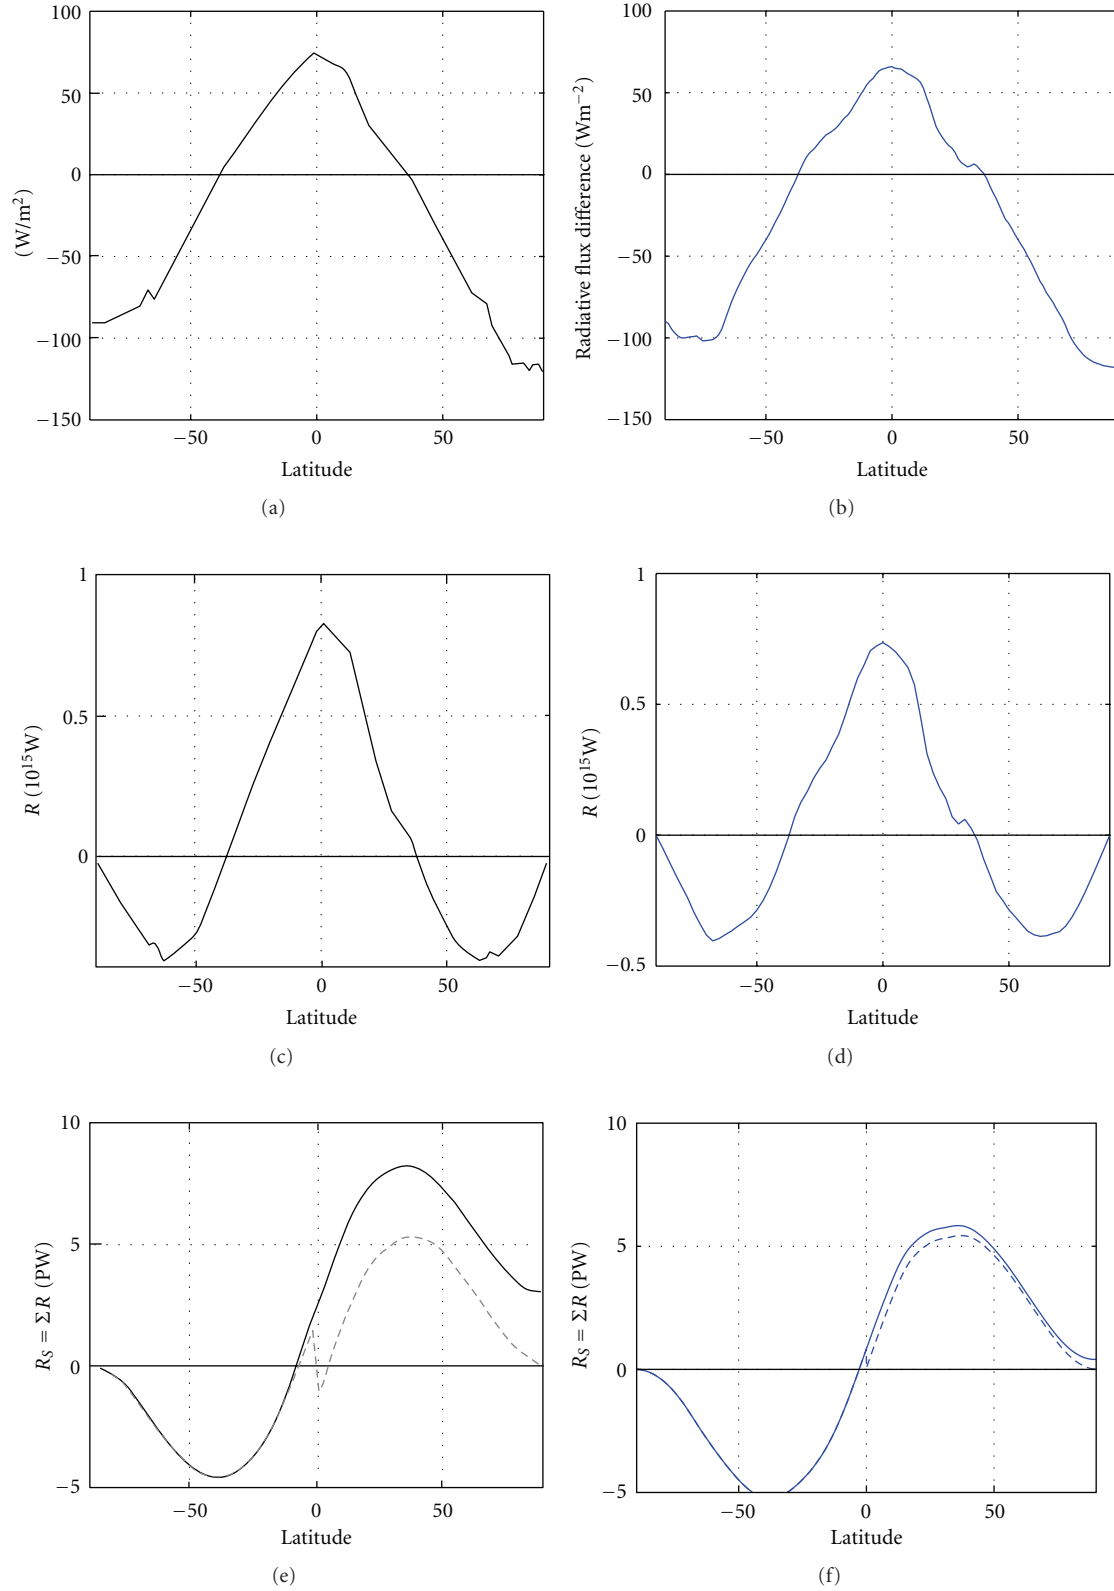 100
50
0
−50
−100
−150
(W/m²)
−50 0 50
Latitude
(a)
100
50
0
−50
−100
−150
Radiative flux difference (Wm⁻²)
−50 0 50
Latitude
(b)
1
0.5
0
R (10¹⁵W)
−50 0 50
Latitude
(c)
1
0.5
0
−0.5
R (10¹⁵W)
−50 0 50
Latitude
(d)
10
5
0
−5
R_S = ΣR (PW)
−50 0 50
Latitude
(e)
10
5
0
−5
R_S = ΣR (PW)
−50 0 50
Latitude
(f)